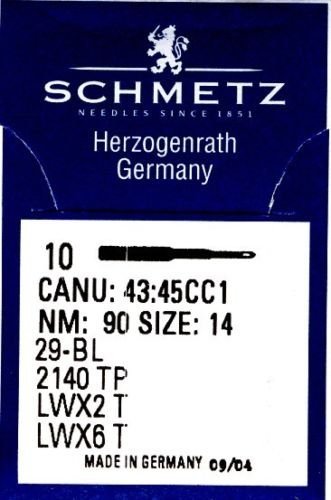 SCHMETZ
NEEDLES SINCE 1851
Herzogenrath
Germany
10
CANU: 43:45CC1
NM: 90 SIZE: 14
29-BL
2140 TP
LWX2 T
LWX6 T
MADE IN GERMANY 09/04